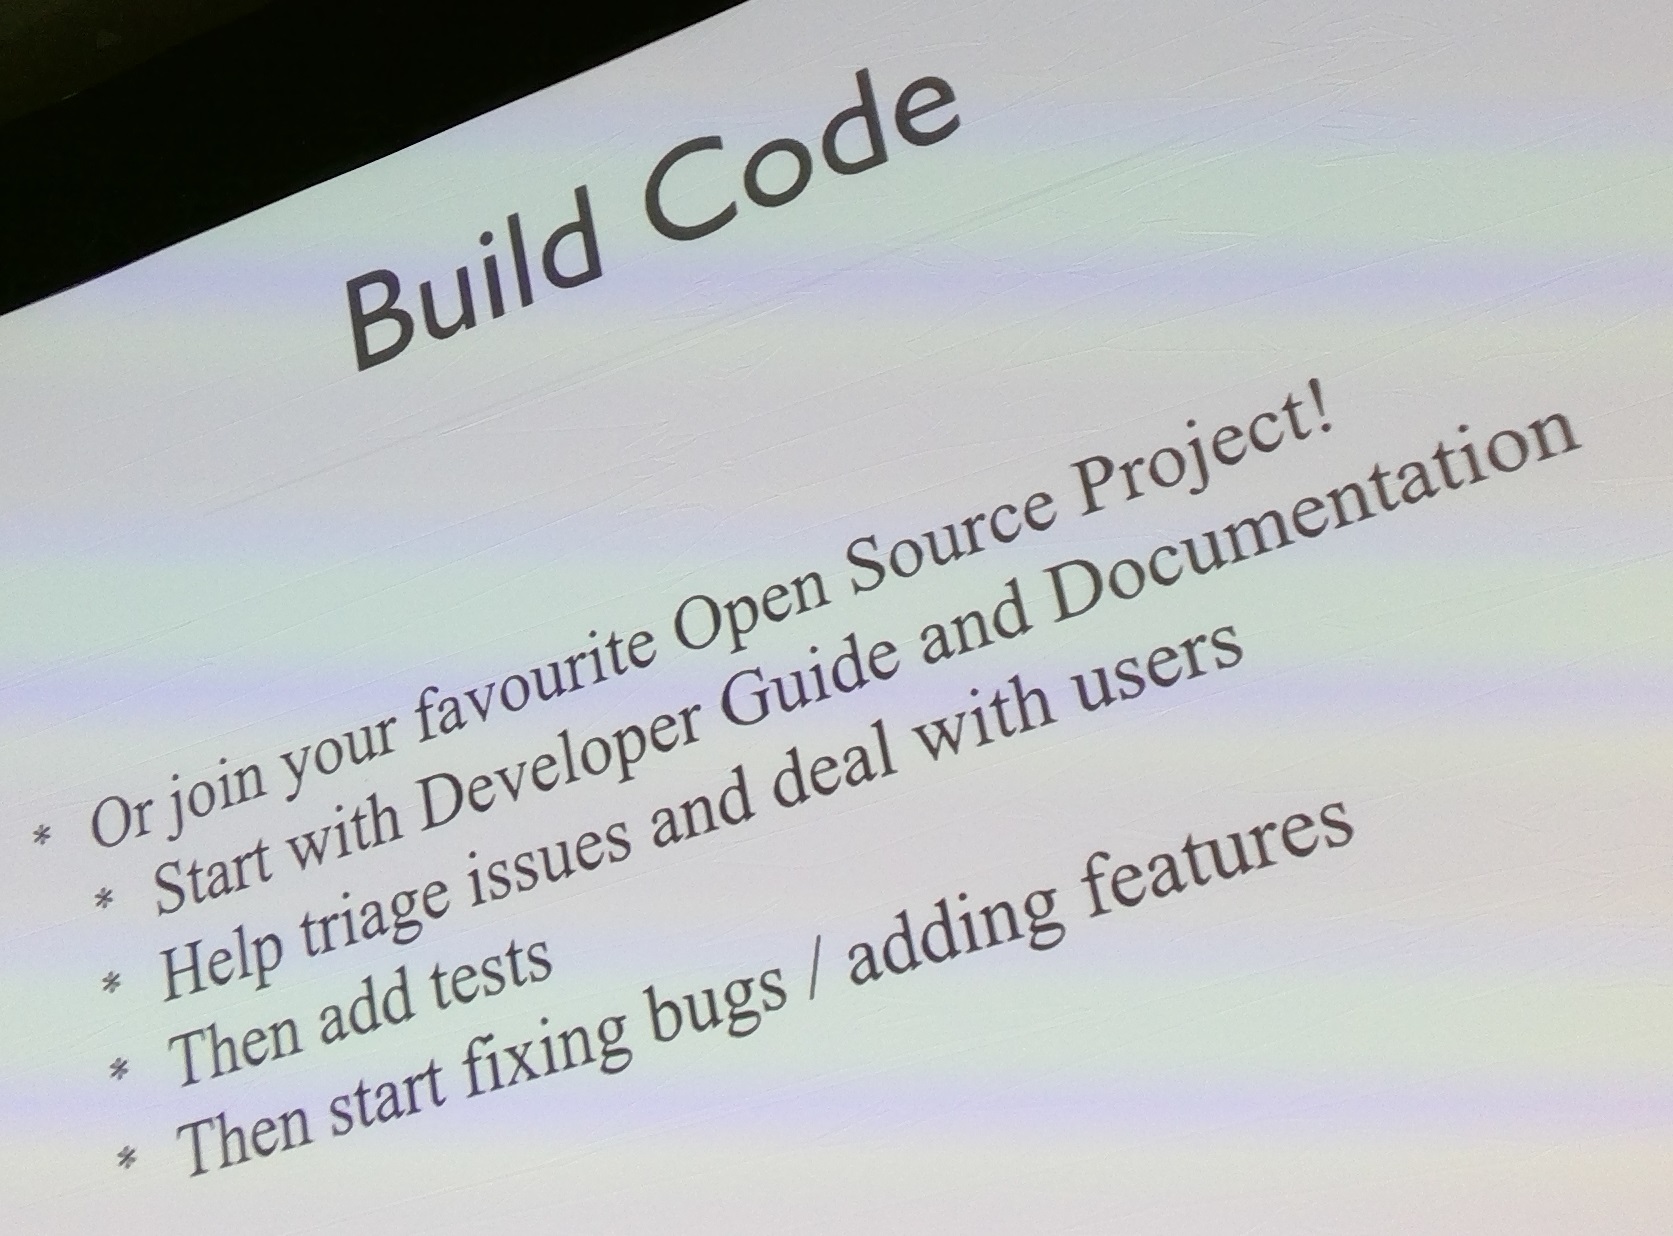 Build Code
* Or join your favourite Open Source Project!
* Start with Developer Guide and Documentation
* Help triage issues and deal with users
* Then add tests
* Then start fixing bugs / adding features